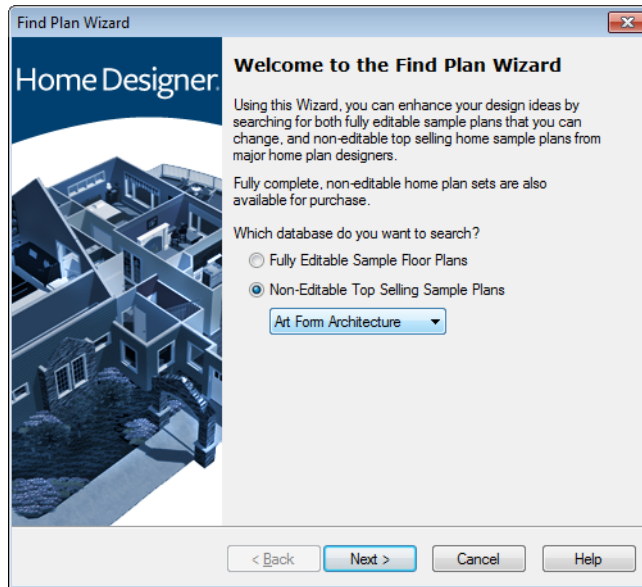 Find Plan Wizard
Home Designer.
Welcome to the Find Plan Wizard
Using this Wizard, you can enhance your design ideas by
searching for both fully editable sample plans that you can
change, and non-editable top selling home sample plans from
major home plan designers.
Fully complete, non-editable home plan sets are also
available for purchase.
Which database do you want to search?
Fully Editable Sample Floor Plans
Non-Editable Top Selling Sample Plans
Art Form Architecture
< Back
Next >
Cancel
Help